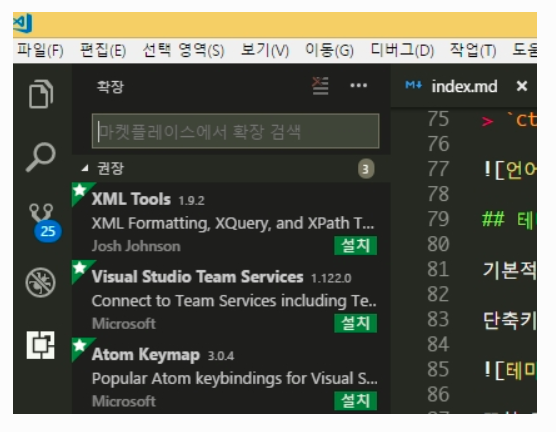 파일(F) 편집(E) 선택 영역(S) 보기(V) 이동(G) 디버그(D) 작업(T) 도움
확장
index.md
마켓플레이스에서 확장 검색
권장 3
XML Tools 1.9.2
XML Formatting, XQuery, and XPath T...
Josh Johnson 설치
Visual Studio Team Services 1.122.0
Connect to Team Services including Te..
Microsoft 설치
Atom Keymap 3.0.4
Popular Atom keybindings for Visual S...
Microsoft 설치
25
75 > `ct
76
77 ![언어
78
79 ## 테
80
81 기본적
82
83 단축키
84
85 ![테마
86